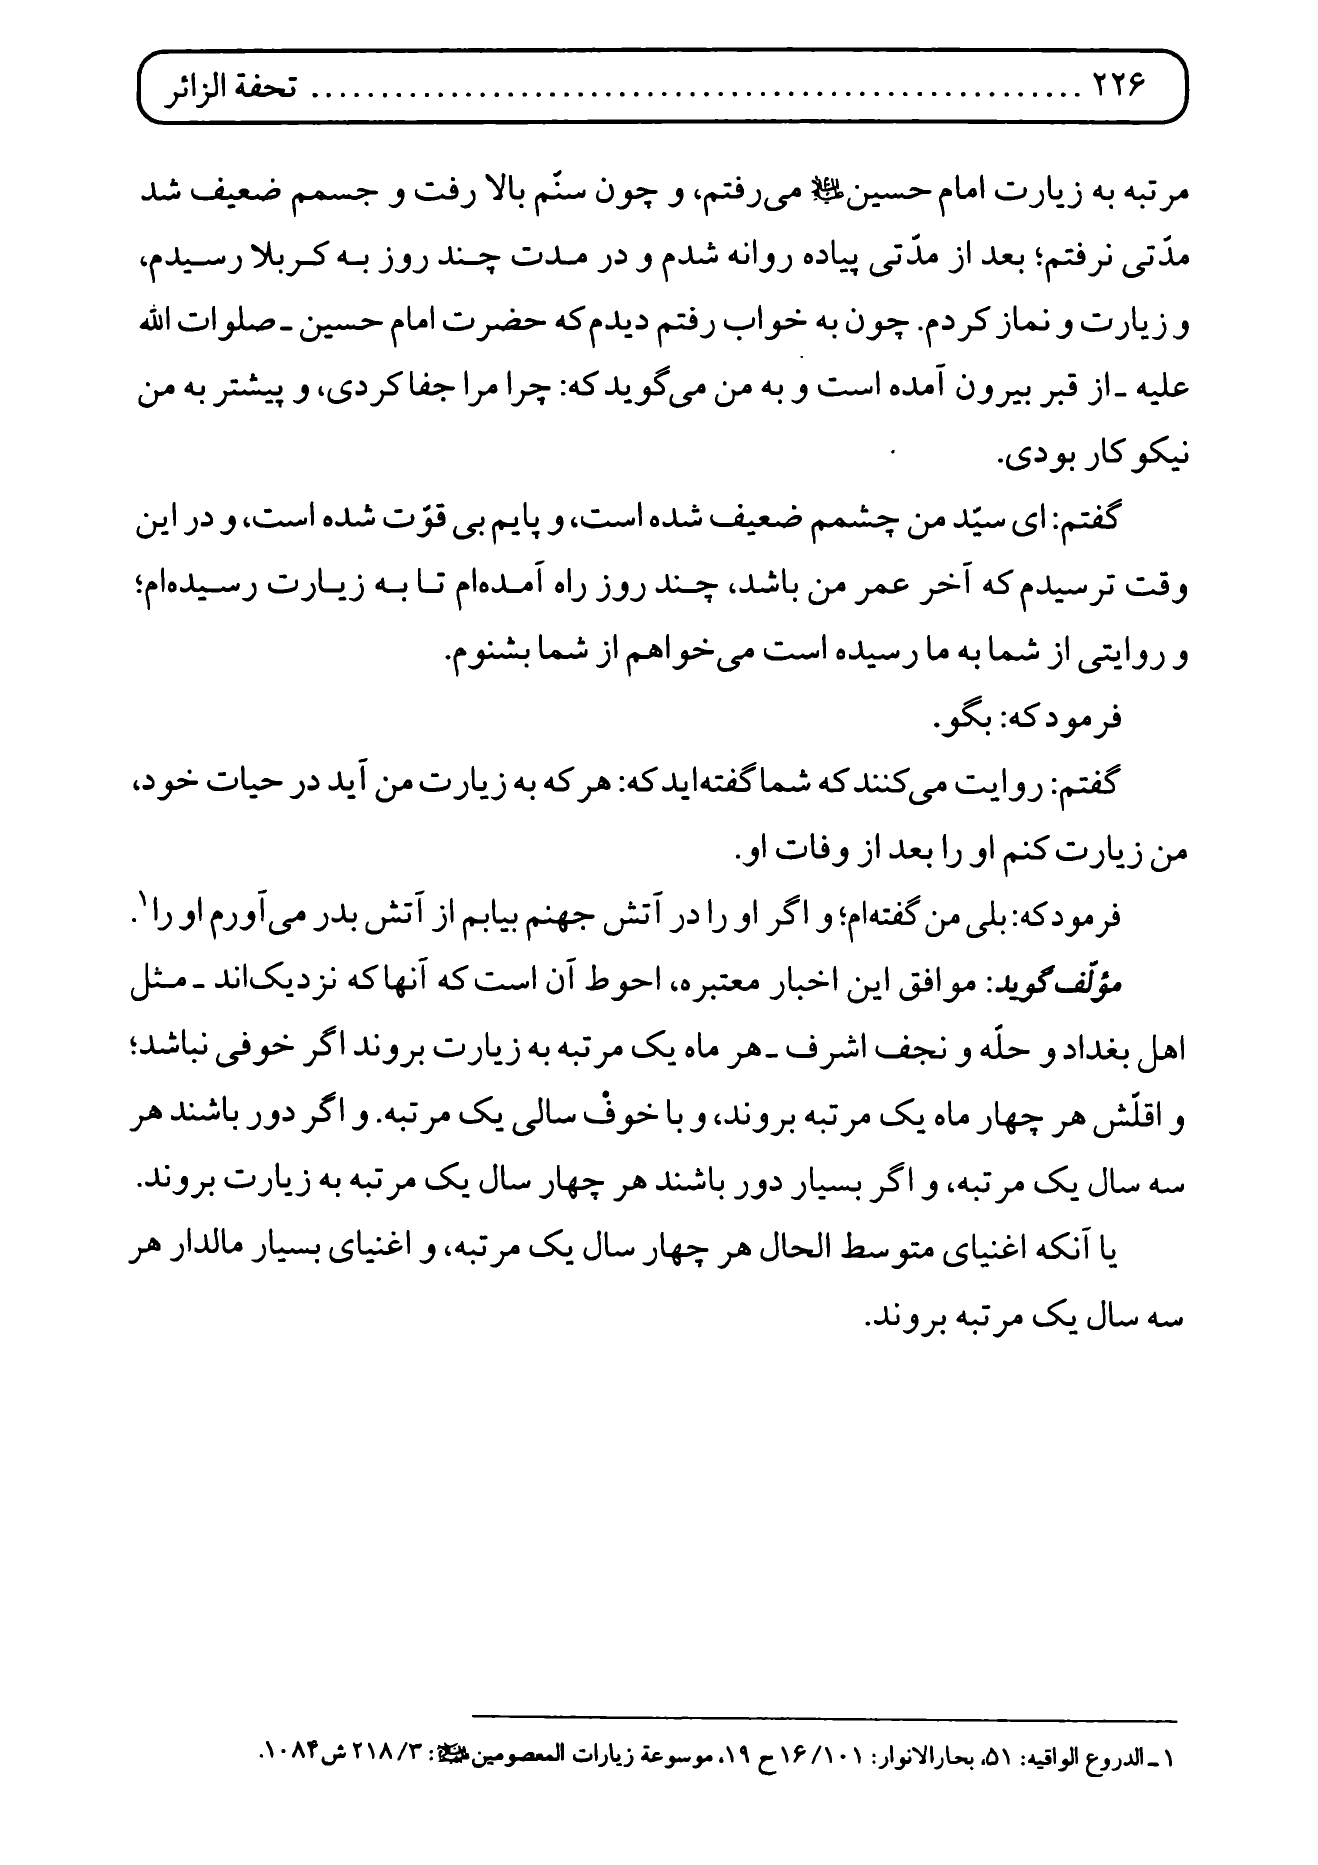 ۲۲۶ ........................................................ تحفة الزائر
مرتبه به زیارت امام حسین علیه‌السلام می‌رفتم، و چون سنّم بالا رفت و جسمم ضعیف شد
مدّتی نرفتم؛ بعد از مدّتی پیاده روانه شدم و در مدت چند روز به کربلا رسیدم،
و زیارت و نماز کردم. چون به خواب رفتم دیدم که حضرت امام حسین ـ صلوات الله
علیه ـ از قبر بیرون آمده است و به من می‌گوید که: چرا مرا جفا کردی، و پیشتر به من
نیکو کار بودی.
گفتم: ای سیّد من چشمم ضعیف شده است، و پایم بی قوّت شده است، و در این
وقت ترسیدم که آخر عمر من باشد، چند روز راه آمده‌ام تا به زیارت رسیده‌ام؛
و روایتی از شما به ما رسیده است می‌خواهم از شما بشنوم.
فرمود که: بگو.
گفتم: روایت می‌کنند که شما گفته‌اید که: هر که به زیارت من آید در حیات خود،
من زیارت کنم او را بعد از وفات او.
فرمود که: بلی من گفته‌ام؛ و اگر او را در آتش جهنم بیابم از آتش بدر می‌آورم او را۱.
مؤلّف گوید: موافق این اخبار معتبره، احوط آن است که آنها که نزدیک‌اند ـ مثل
اهل بغداد و حلّه و نجف اشرف ـ هر ماه یک مرتبه به زیارت بروند اگر خوفی نباشد؛
و اقلّش هر چهار ماه یک مرتبه بروند، و با خوفْ سالی یک مرتبه. و اگر دور باشند هر
سه سال یک مرتبه، و اگر بسیار دور باشند هر چهار سال یک مرتبه به زیارت بروند.
یا آنکه اغنیای متوسط الحال هر چهار سال یک مرتبه، و اغنیای بسیار مالدار هر
سه سال یک مرتبه بروند.
۱ ـ الدروع الواقیه: ۵۱، بحارالانوار: ۱۶/۱۰۱ ح ۱۹، موسوعة زیارات المعصومین علیهم‌السلام: ۲۱۸/۳ ش ۱۰۸۴.